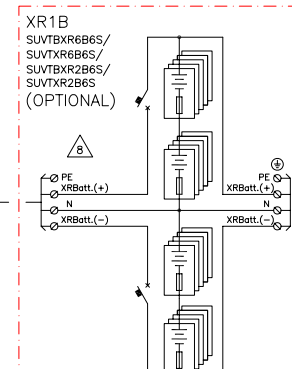 XR1B
SUVTBXR6B6S/
SUVTXR6B6S/
SUVTBXR2B6S/
SUVTXR2B6S
(OPTIONAL)
8
PE PE
XRBatt.(+) XRBatt.(+)
N N
XRBatt.(-) XRBatt.(-)